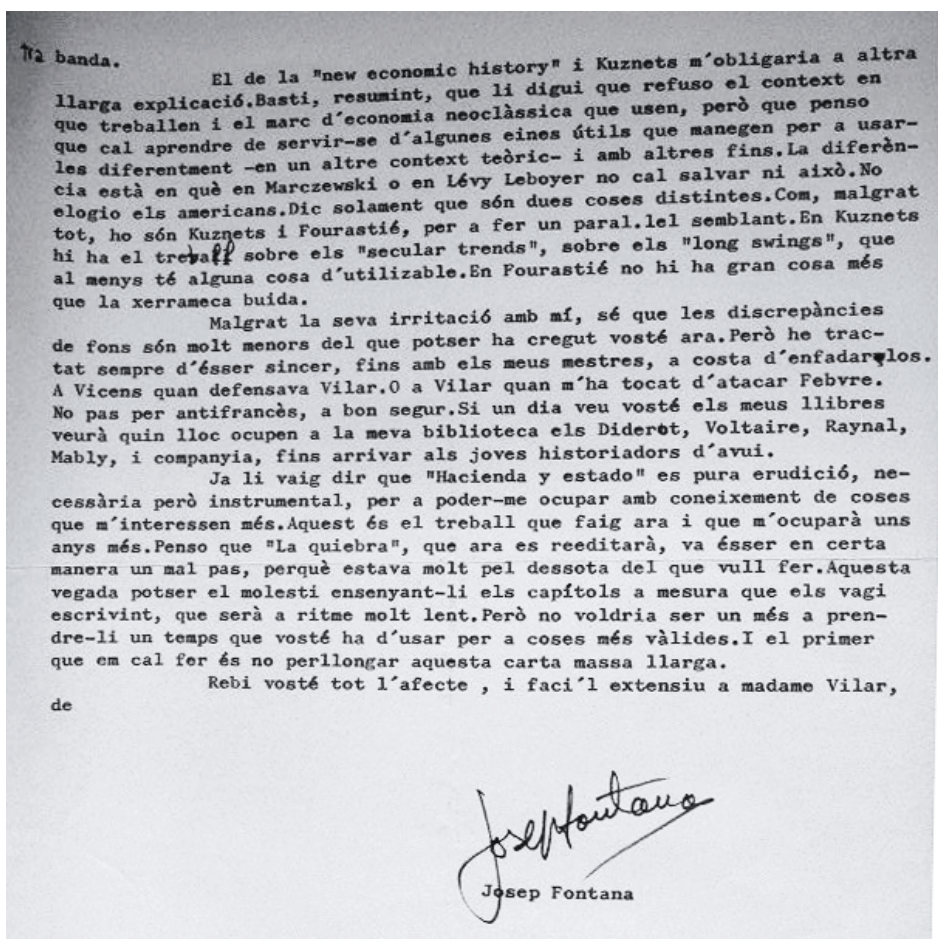 tra banda.
El de la "new economic history" i Kuznets m´obligaria a altra
llarga explicació.Basti, resumint, que li digui que refuso el context en
que treballen i el marc d´economia neoclàssica que usen, però que penso
que cal aprendre de servir-se d´algunes eines útils que manegen per a usar-
les diferentment -en un altre context teòric- i amb altres fins.La diferèn-
cia està en què en Marczewski o en Lévy Leboyer no cal salvar ni això.No
elogio els americans.Dic solament que són dues coses distintes.Com, malgrat
tot, ho són Kuznets i Fourastié, per a fer un paral.lel semblant.En Kuznets
hi ha el treball sobre els "secular trends", sobre els "long swings", que
al menys té alguna cosa d´utilizable.En Fourastié no hi ha gran cosa més
que la xerrameca buida.
Malgrat la seva irritació amb mí, sé que les discrepàncies
de fons són molt menors del que potser ha cregut vosté ara.Però he trac-
tat sempre d´ésser sincer, fins amb els meus mestres, a costa d´enfadar-los.
A Vicens quan defensava Vilar.O a Vilar quan m´ha tocat d´atacar Febvre.
No pas per antifrancès, a bon segur.Si un dia veu vosté els meus llibres
veurà quin lloc ocupen a la meva biblioteca els Diderot, Voltaire, Raynal,
Mably, i companyia, fins arrivar als joves historiadors d´avui.
Ja li vaig dir que "Hacienda y estado" es pura erudició, ne-
cessària però instrumental, per a poder-me ocupar amb coneixement de coses
que m´interessen més.Aquest és el treball que faig ara i que m´ocuparà uns
anys més.Penso que "La quiebra", que ara es reeditarà, va ésser en certa
manera un mal pas, perquè estava molt pel dessota del que vull fer.Aquesta
vegada potser el molesti ensenyant-li els capítols a mesura que els vagi
escrivint, que serà a ritme molt lent.Però no voldria ser un més a pren-
dre-li un temps que vosté ha d´usar per a coses més vàlides.I el primer
que em cal fer és no perllongar aquesta carta massa llarga.
Rebi vosté tot l´afecte , i faci´l extensiu a madame Vilar,
de
Josep Fontana
Josep Fontana